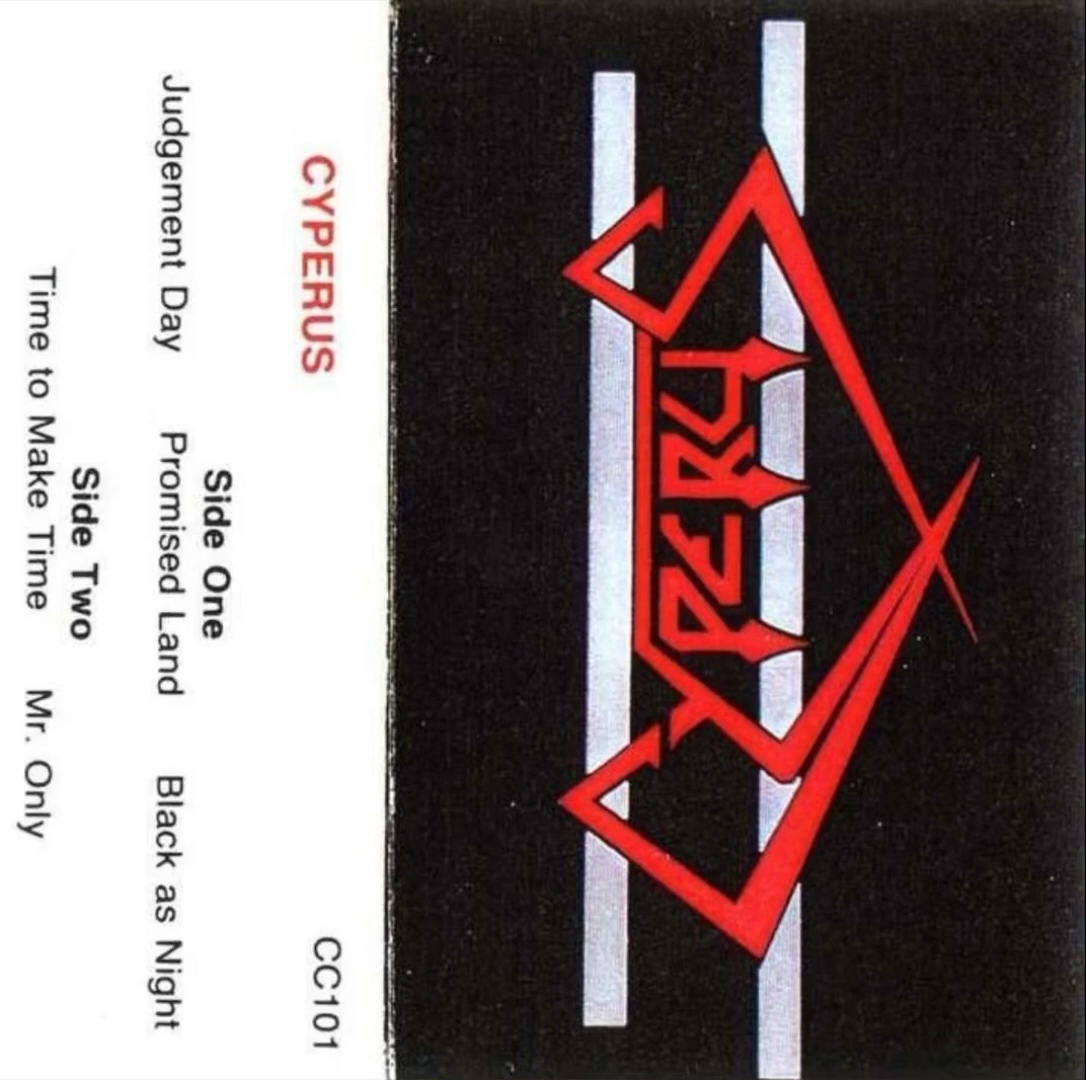 CYPERUS
CYPERUS CC101
Side One
Judgement Day Promised Land Black as Night
Side Two
Time to Make Time Mr. Only